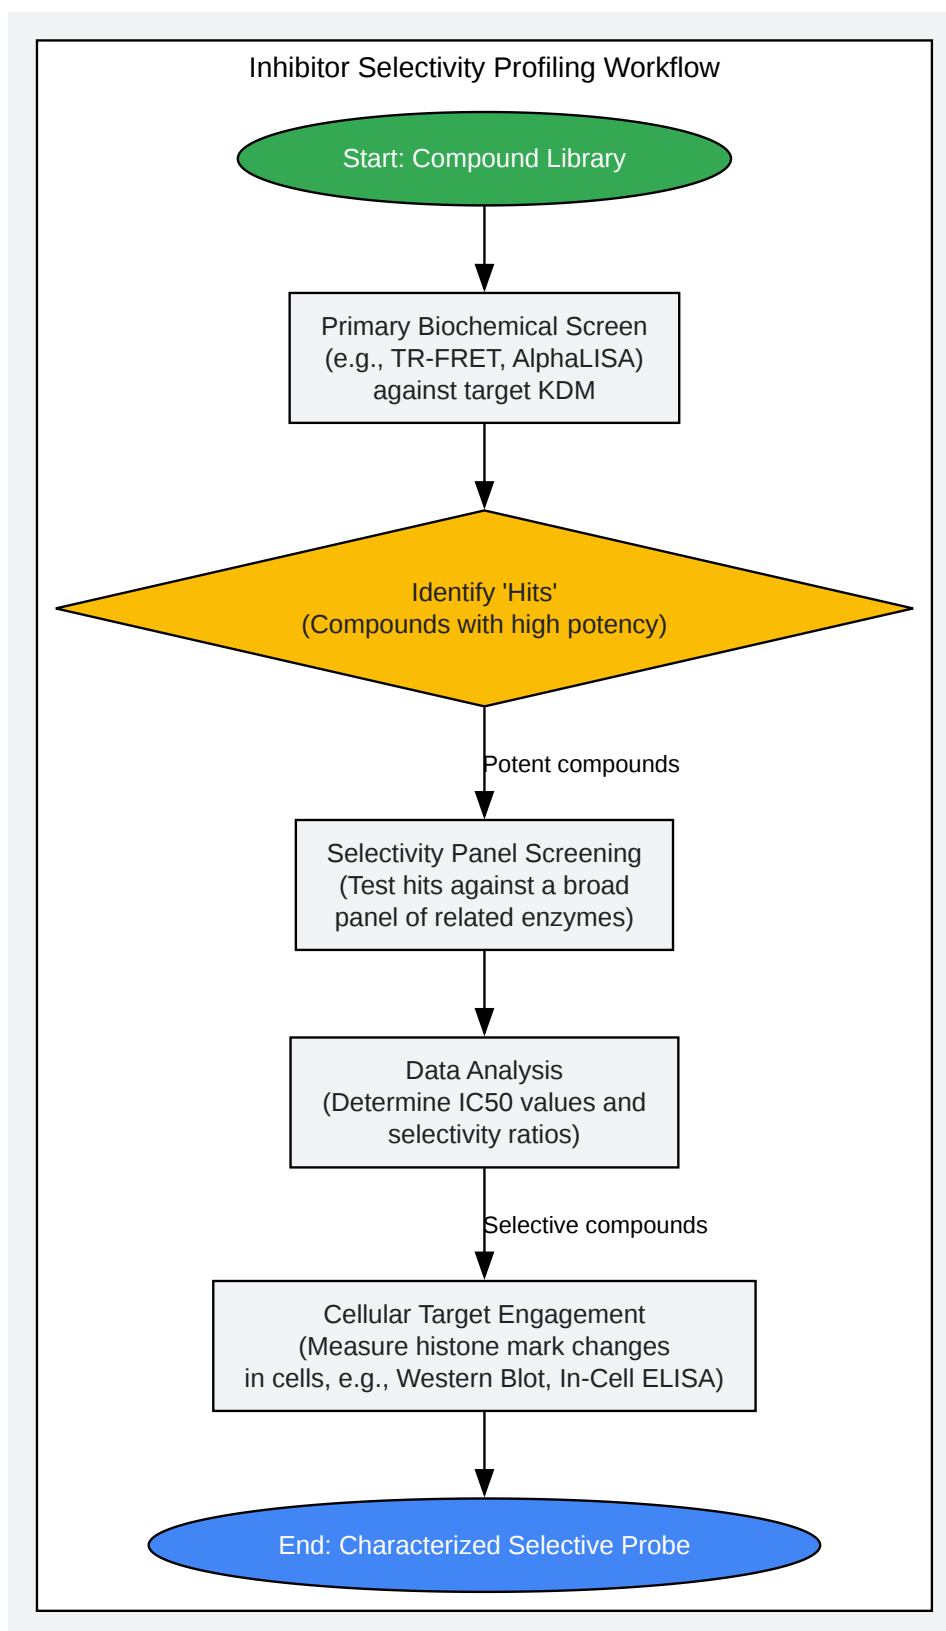 Inhibitor Selectivity Profiling Workflow
Start: Compound Library
Primary Biochemical Screen
(e.g., TR-FRET, AlphaLISA)
against target KDM
Identify 'Hits'
(Compounds with high potency)
Potent compounds
Selectivity Panel Screening
(Test hits against a broad
panel of related enzymes)
Data Analysis
(Determine IC50 values and
selectivity ratios)
Selective compounds
Cellular Target Engagement
(Measure histone mark changes
in cells, e.g., Western Blot, In-Cell ELISA)
End: Characterized Selective Probe